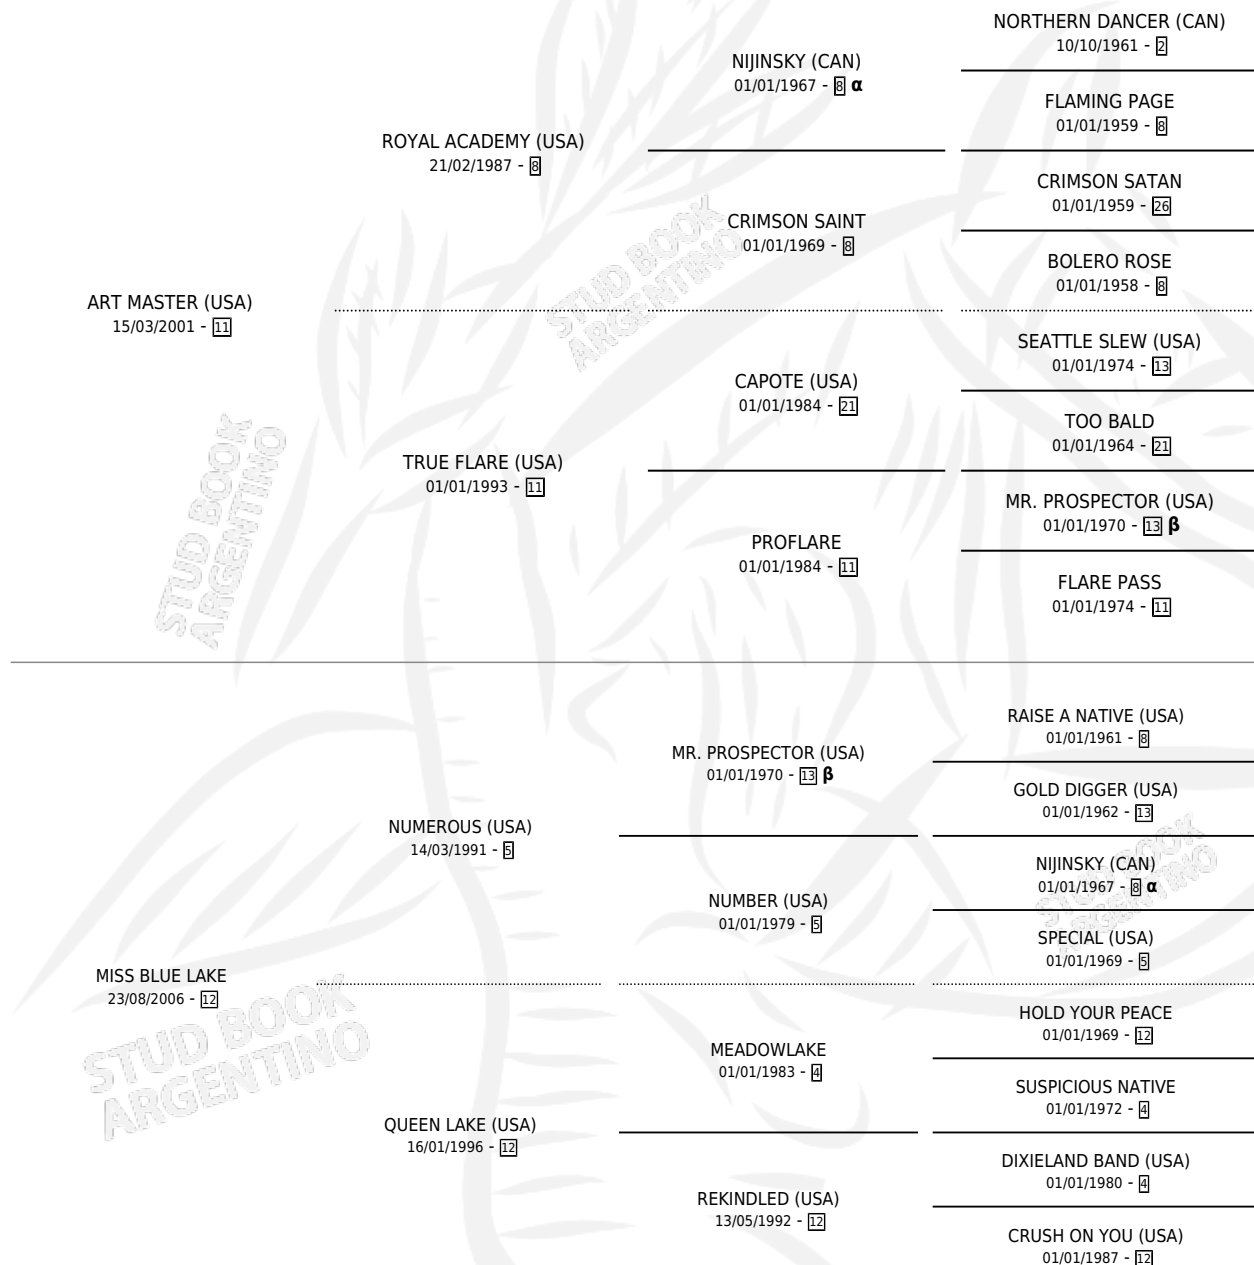 NORTHERN DANCER (CAN)
10/10/1961 - 2
NIJINSKY (CAN)
01/01/1967 - 8 α
FLAMING PAGE
01/01/1959 - 8
ROYAL ACADEMY (USA)
21/02/1987 - 8
CRIMSON SATAN
01/01/1959 - 26
CRIMSON SAINT
01/01/1969 - 8
BOLERO ROSE
01/01/1958 - 8
ART MASTER (USA)
15/03/2001 - 11
SEATTLE SLEW (USA)
01/01/1974 - 13
CAPOTE (USA)
01/01/1984 - 21
TOO BALD
01/01/1964 - 21
TRUE FLARE (USA)
01/01/1993 - 11
MR. PROSPECTOR (USA)
01/01/1970 - 13 β
PROFLARE
01/01/1984 - 11
FLARE PASS
01/01/1974 - 11
RAISE A NATIVE (USA)
01/01/1961 - 8
MR. PROSPECTOR (USA)
01/01/1970 - 13 β
GOLD DIGGER (USA)
01/01/1962 - 13
NUMEROUS (USA)
14/03/1991 - 5
NIJINSKY (CAN)
01/01/1967 - 8 α
NUMBER (USA)
01/01/1979 - 5
SPECIAL (USA)
01/01/1969 - 5
MISS BLUE LAKE
23/08/2006 - 12
HOLD YOUR PEACE
01/01/1969 - 12
MEADOWLAKE
01/01/1983 - 4
SUSPICIOUS NATIVE
01/01/1972 - 4
QUEEN LAKE (USA)
16/01/1996 - 12
DIXIELAND BAND (USA)
01/01/1980 - 4
REKINDLED (USA)
13/05/1992 - 12
CRUSH ON YOU (USA)
01/01/1987 - 12
STUD BOOK
ARGENTINO
STUD BOOK
ARGENTINO
STUD BOOK
ARGENTINO
STUD BOOK
ARGENTINO